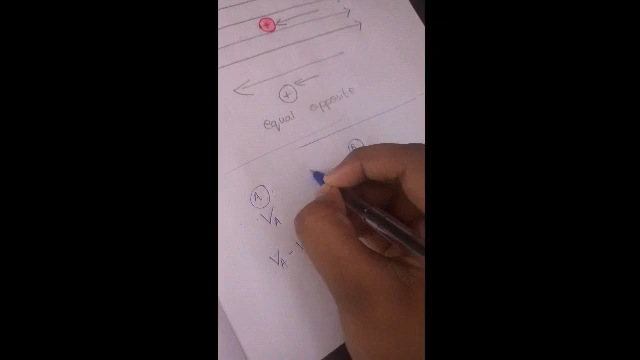 +
+
equal opposite
A
V_A
V_A -